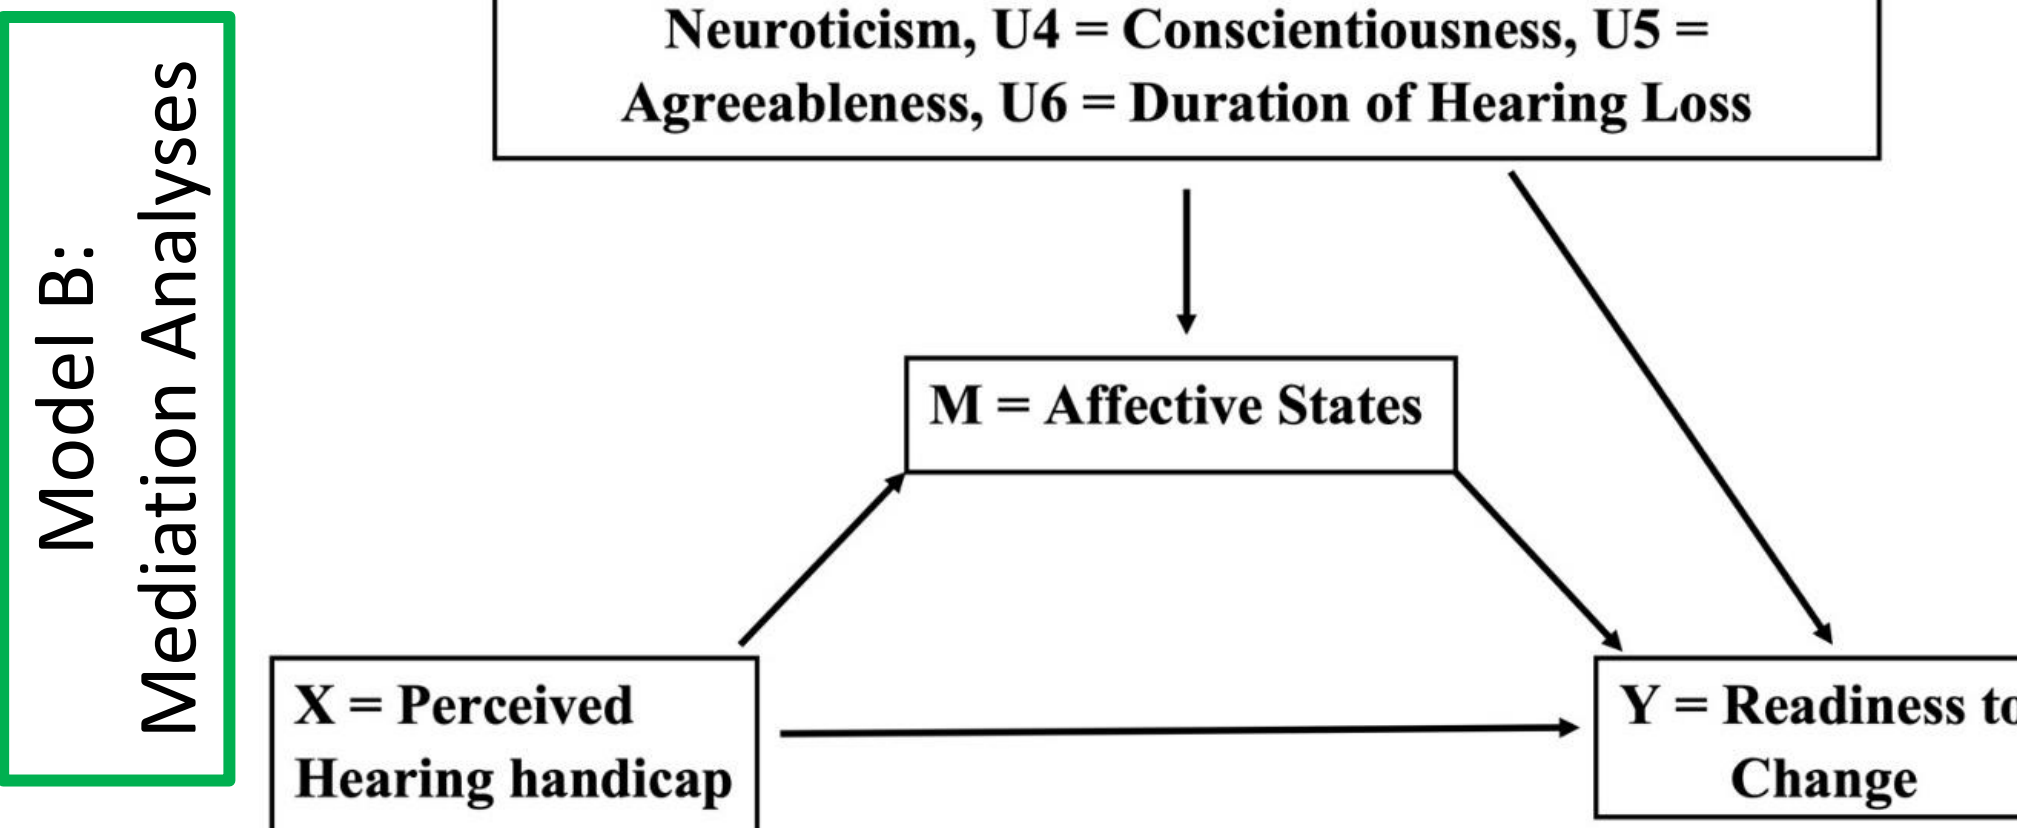 Model B:
Mediation Analyses
Neuroticism, U4 = Conscientiousness, U5 =
Agreeableness, U6 = Duration of Hearing Loss
M = Affective States
X = Perceived
Hearing handicap
Y = Readiness to
Change